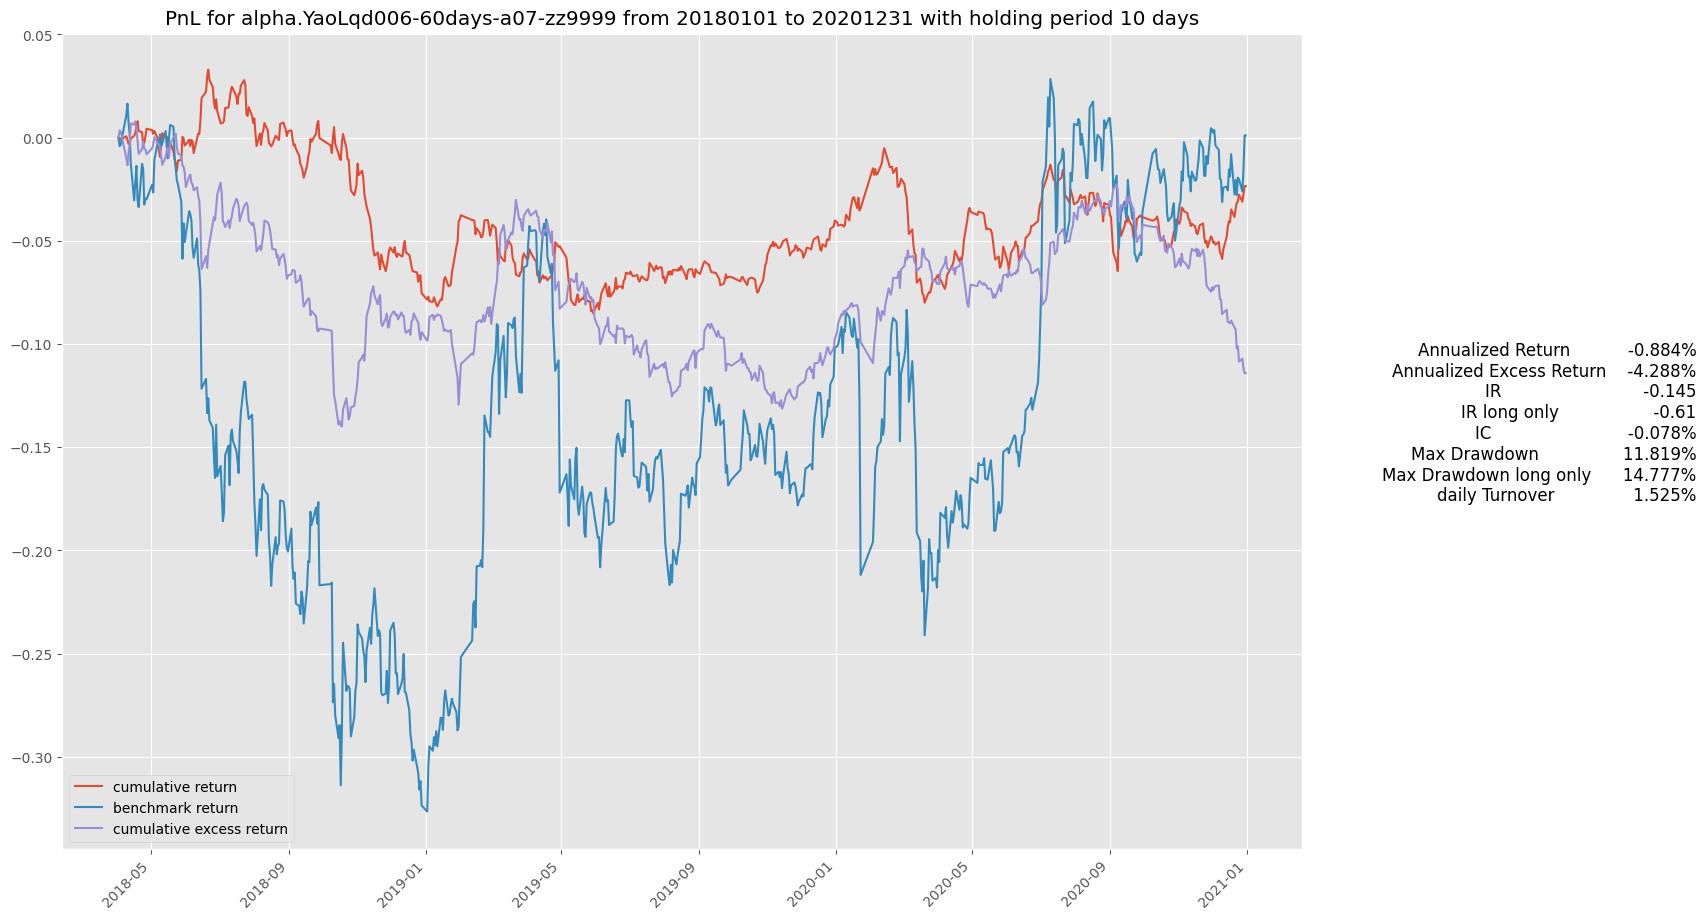 PnL for alpha.YaoLqd006-60days-a07-zz9999 from 20180101 to 20201231 with holding period 10 days
0.05
0.00
−0.05
−0.10
−0.15
−0.20
−0.25
−0.30
cumulative return
benchmark return
cumulative excess return
2018-05
2018-09
2019-01
2019-05
2019-09
2020-01
2020-05
2020-09
2021-01
Annualized Return -0.884%
Annualized Excess Return -4.288%
IR -0.145
IR long only -0.61
IC -0.078%
Max Drawdown 11.819%
Max Drawdown long only 14.777%
daily Turnover 1.525%